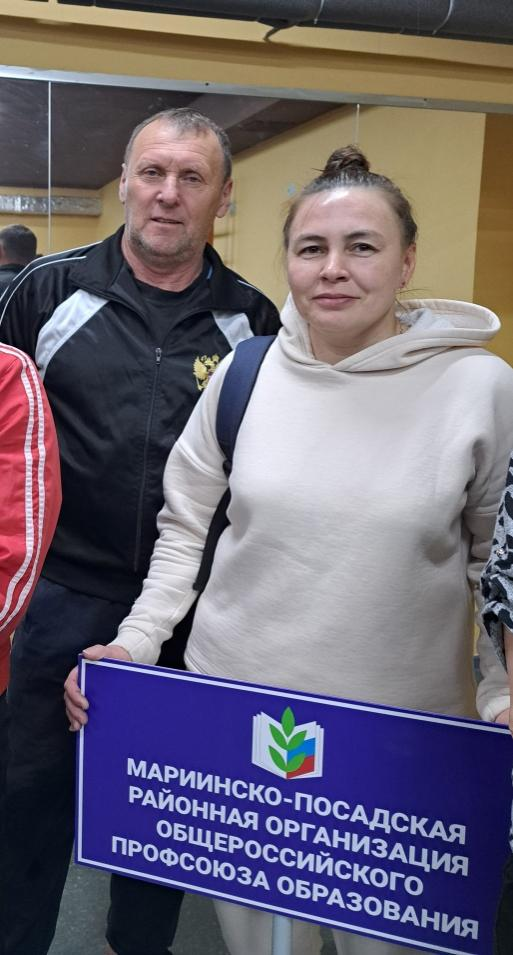 МАРИИНСКО-ПОСАДСКАЯ
РАЙОННАЯ ОРГАНИЗАЦИЯ
ОБЩЕРОССИЙСКОГО
ПРОФСОЮЗА ОБРАЗОВАНИЯ